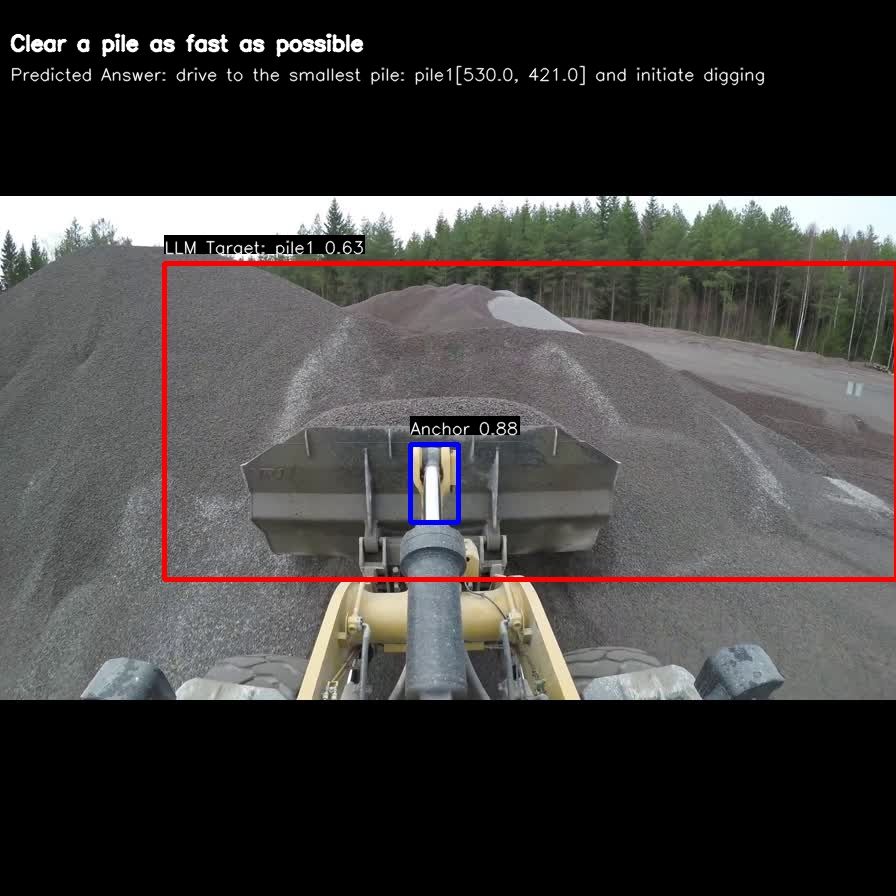 Clear a pile as fast as possible
Predicted Answer: drive to the smallest pile: pile1[530.0, 421.0] and initiate digging
LLM Target: pile1 0.63
Anchor 0.88